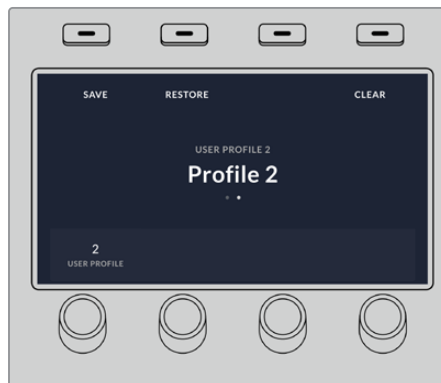 SAVE RESTORE CLEAR
USER PROFILE 2
Profile 2
2
USER PROFILE